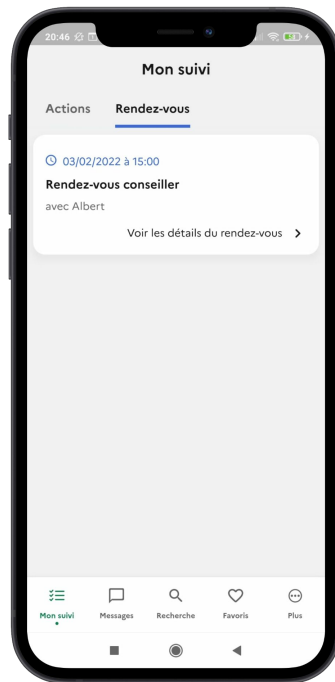 20:46
Mon suivi
Actions
Rendez-vous
03/02/2022 à 15:00
Rendez-vous conseiller
avec Albert
Voir les détails du rendez-vous
Mon suivi
Messages
Recherche
Favoris
Plus